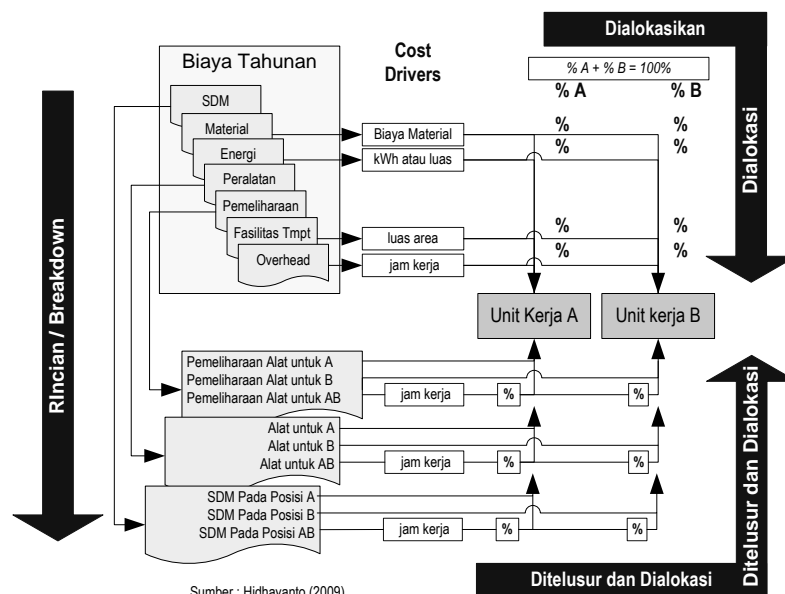 Dialokasikan
Biaya Tahunan
Cost
Drivers
% A + % B = 100%
% A
% B
SDM
Material
Biaya Material
%
%
%
%
Energi
kWh atau luas
Peralatan
Pemeliharaan
Fasilitas Tmpt
luas area
%
%
%
%
Overhead
jam kerja
Unit Kerja A
Unit kerja B
Pemeliharaan Alat untuk A
Pemeliharaan Alat untuk B
Pemeliharaan Alat untuk AB
jam kerja
%
%
Alat untuk A
Alat untuk B
Alat untuk AB
jam kerja
%
%
SDM Pada Posisi A
SDM Pada Posisi B
SDM Pada Posisi AB
jam kerja
%
%
RIncian / Breakdown
Dialokasi
Ditelusur dan Dialokasi
Ditelusur dan Dialokasi
Sumber : Hidhayanto (2009)